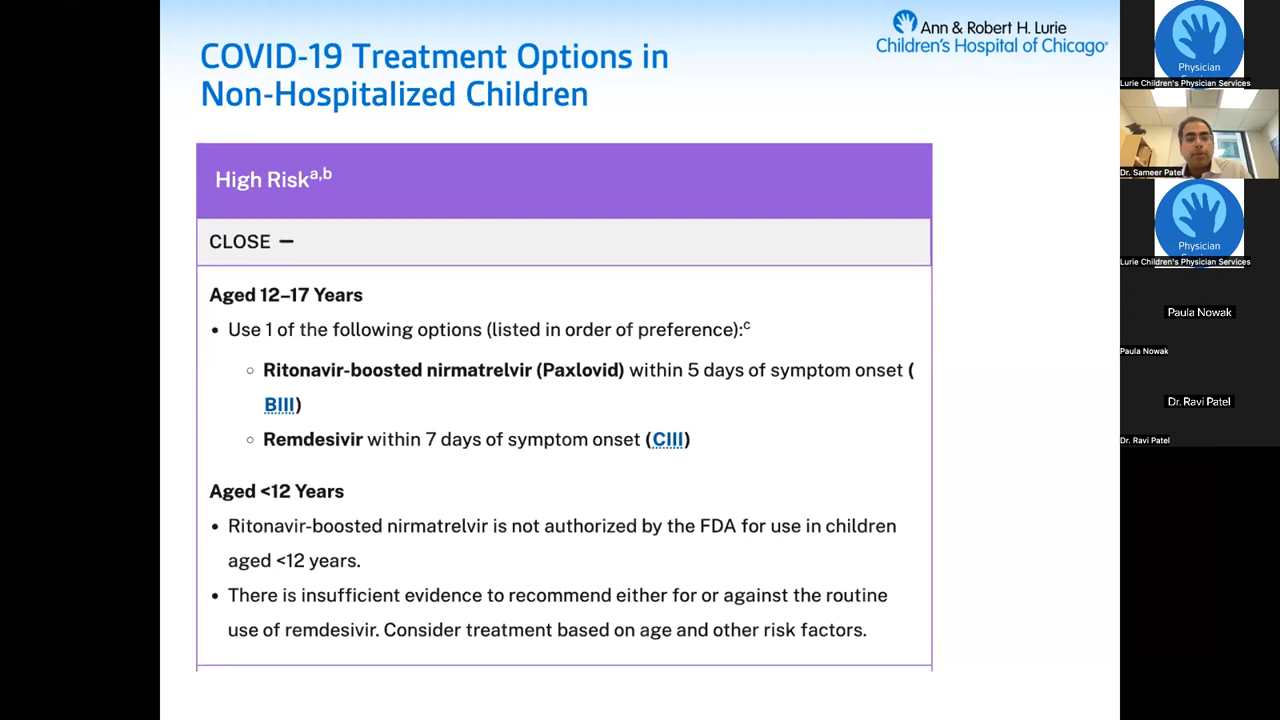 COVID-19 Treatment Options in
Non-Hospitalized Children
Ann & Robert H. Lurie
Children's Hospital of Chicago®
High Riskᵃ,ᵇ
CLOSE −
Aged 12–17 Years
• Use 1 of the following options (listed in order of preference):ᶜ
○ Ritonavir-boosted nirmatrelvir (Paxlovid) within 5 days of symptom onset (
BIII)
○ Remdesivir within 7 days of symptom onset (CIII)
Aged <12 Years
• Ritonavir-boosted nirmatrelvir is not authorized by the FDA for use in children
aged <12 years.
• There is insufficient evidence to recommend either for or against the routine
use of remdesivir. Consider treatment based on age and other risk factors.
Physician
Lurie Children's Physician Services
Dr. Sameer Patel
Physician
Lurie Children's Physician Services
Paula Nowak
Paula Nowak
Dr. Ravi Patel
Dr. Ravi Patel